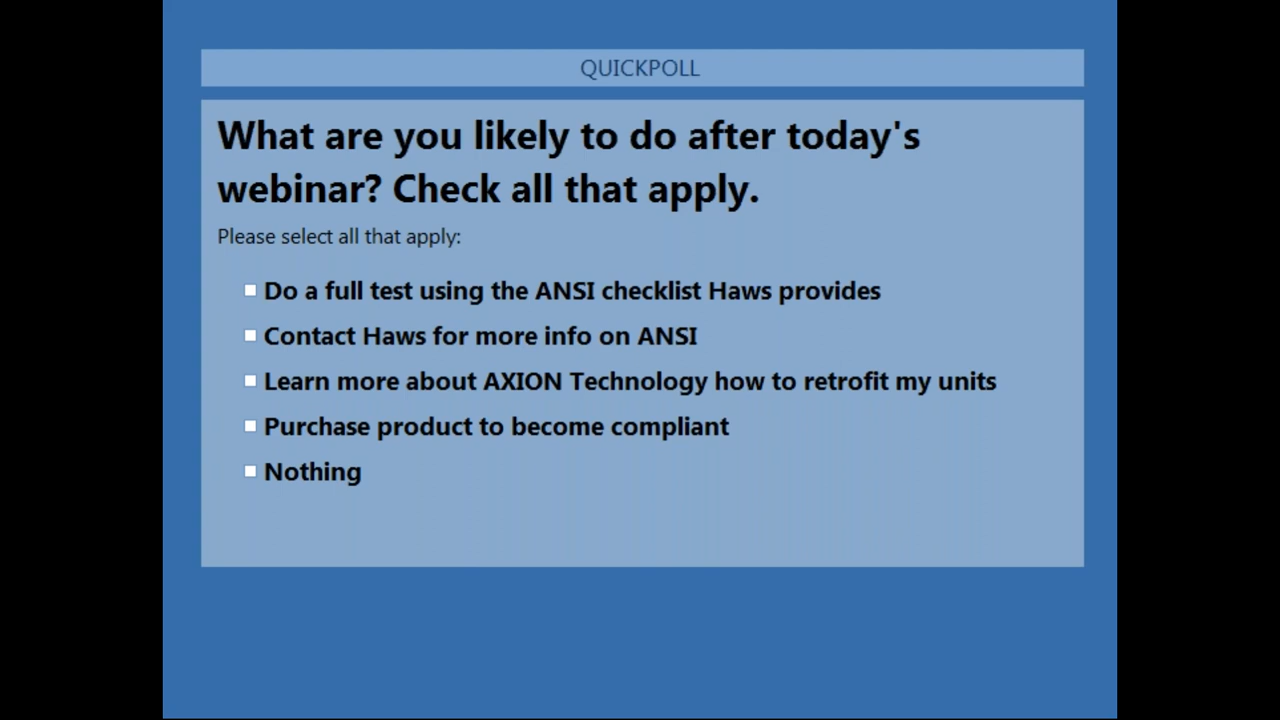 QUICKPOLL
What are you likely to do after today's
webinar? Check all that apply.
Please select all that apply:
Do a full test using the ANSI checklist Haws provides
Contact Haws for more info on ANSI
Learn more about AXION Technology how to retrofit my units
Purchase product to become compliant
Nothing